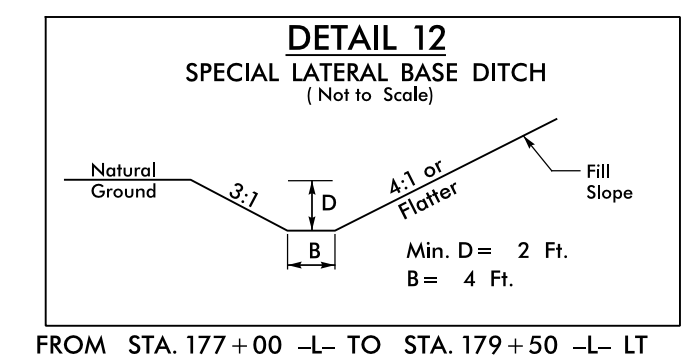 DETAIL 12
SPECIAL LATERAL BASE DITCH
( Not to Scale)
Natural
Ground
3:1
D
B
4:1 or
Flatter
Fill
Slope
Min. D = 2 Ft.
B = 4 Ft.
FROM STA. 177+00 –L– TO STA. 179+50 –L– LT